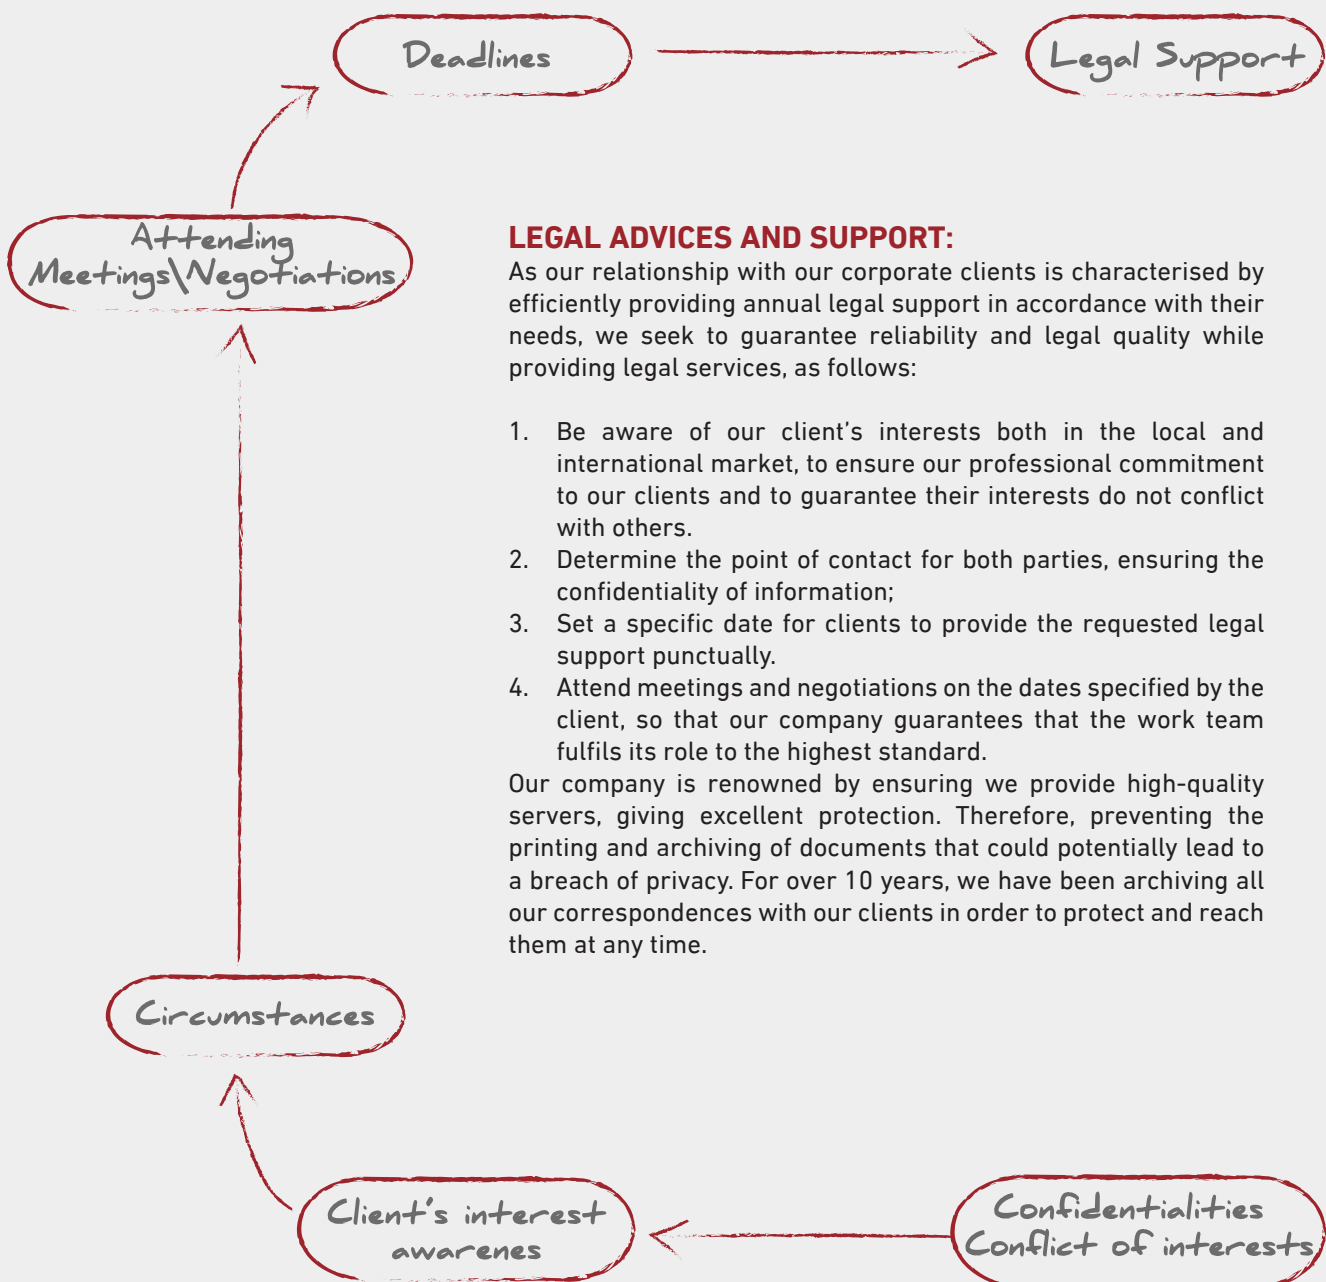 Deadlines
Legal Support
Attending
Meetings\Negotiations
LEGAL ADVICES AND SUPPORT:
As our relationship with our corporate clients is characterised by
efficiently providing annual legal support in accordance with their
needs, we seek to guarantee reliability and legal quality while
providing legal services, as follows:
1. Be aware of our client's interests both in the local and
international market, to ensure our professional commitment
to our clients and to guarantee their interests do not conflict
with others.
2. Determine the point of contact for both parties, ensuring the
confidentiality of information;
3. Set a specific date for clients to provide the requested legal
support punctually.
4. Attend meetings and negotiations on the dates specified by the
client, so that our company guarantees that the work team
fulfils its role to the highest standard.
Our company is renowned by ensuring we provide high-quality
servers, giving excellent protection. Therefore, preventing the
printing and archiving of documents that could potentially lead to
a breach of privacy. For over 10 years, we have been archiving all
our correspondences with our clients in order to protect and reach
them at any time.
Circumstances
Client's interest
awarenes
Confidentialities
Conflict of interests